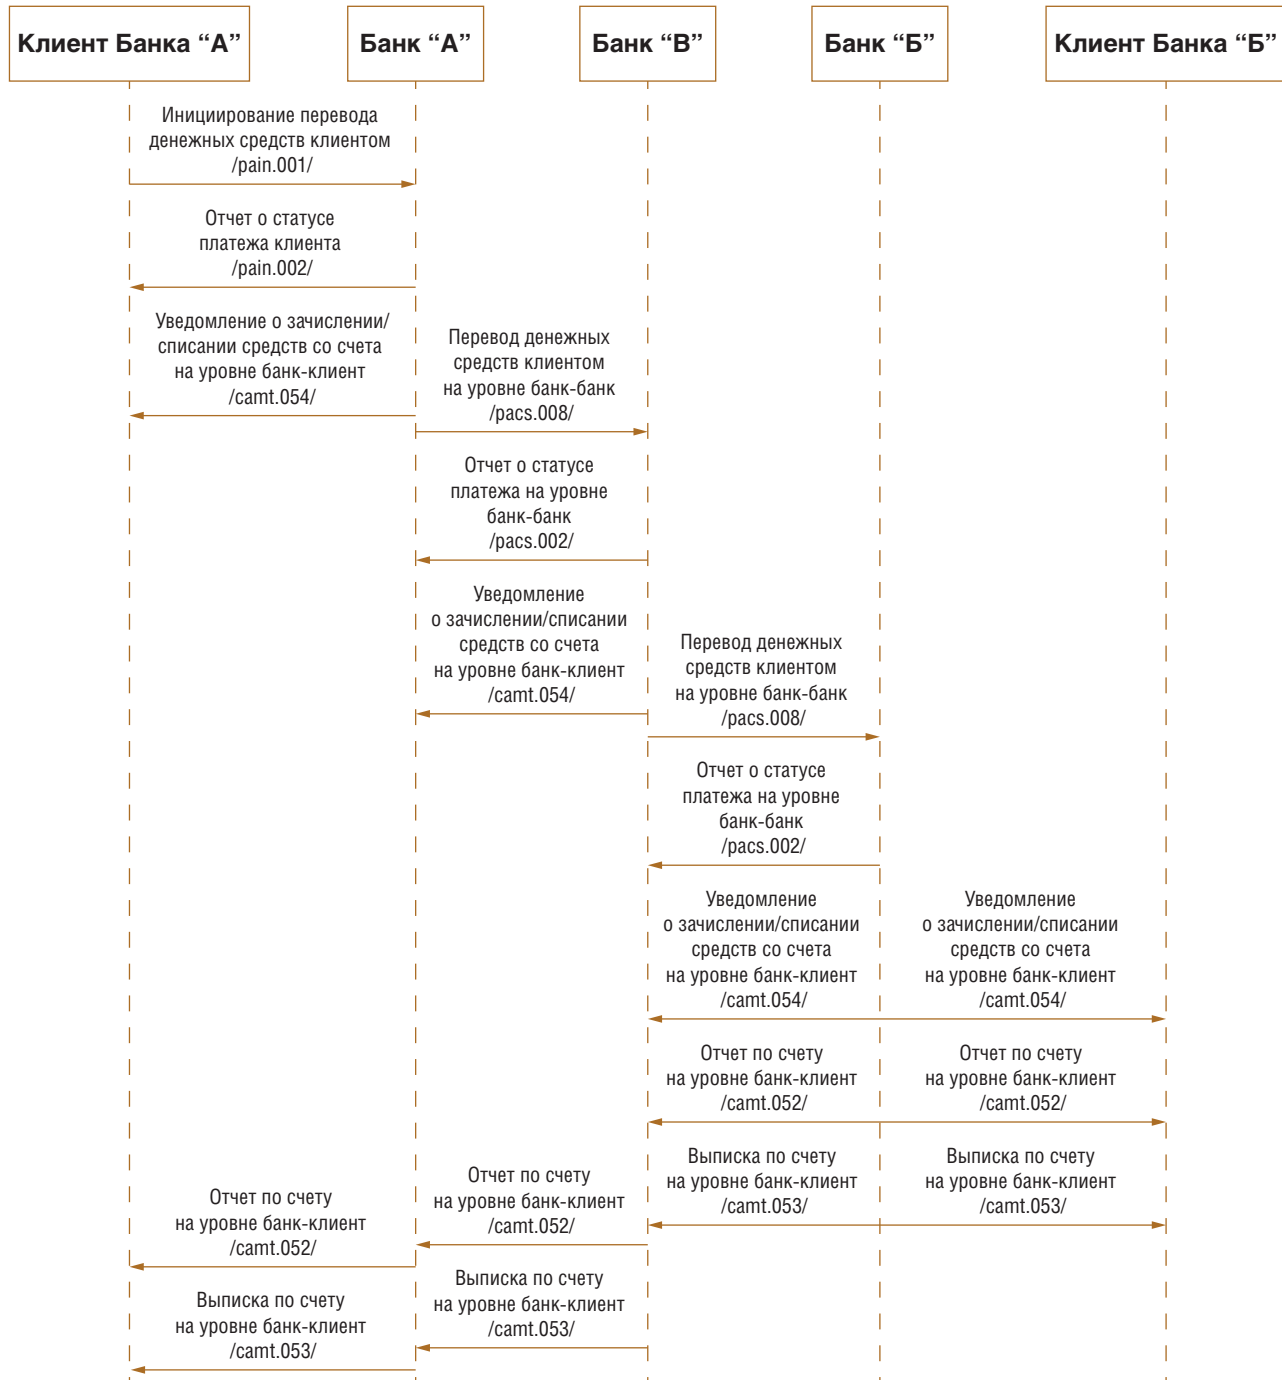 Клиент Банка “А”
Банк “А”
Банк “В”
Банк “Б”
Клиент Банка “Б”
Инициирование перевода
денежных средств клиентом
/pain.001/
Отчет о статусе
платежа клиента
/pain.002/
Уведомление о зачислении/
списании средств со счета
на уровне банк-клиент
/camt.054/
Перевод денежных
средств клиентом
на уровне банк-банк
/pacs.008/
Отчет о статусе
платежа на уровне
банк-банк
/pacs.002/
Уведомление
о зачислении/списании
средств со счета
на уровне банк-клиент
/camt.054/
Перевод денежных
средств клиентом
на уровне банк-банк
/pacs.008/
Отчет о статусе
платежа на уровне
банк-банк
/pacs.002/
Уведомление
о зачислении/списании
средств со счета
на уровне банк-клиент
/camt.054/
Уведомление
о зачислении/списании
средств со счета
на уровне банк-клиент
/camt.054/
Отчет по счету
на уровне банк-клиент
/camt.052/
Отчет по счету
на уровне банк-клиент
/camt.052/
Выписка по счету
на уровне банк-клиент
/camt.053/
Выписка по счету
на уровне банк-клиент
/camt.053/
Отчет по счету
на уровне банк-клиент
/camt.052/
Отчет по счету
на уровне банк-клиент
/camt.052/
Выписка по счету
на уровне банк-клиент
/camt.053/
Выписка по счету
на уровне банк-клиент
/camt.053/